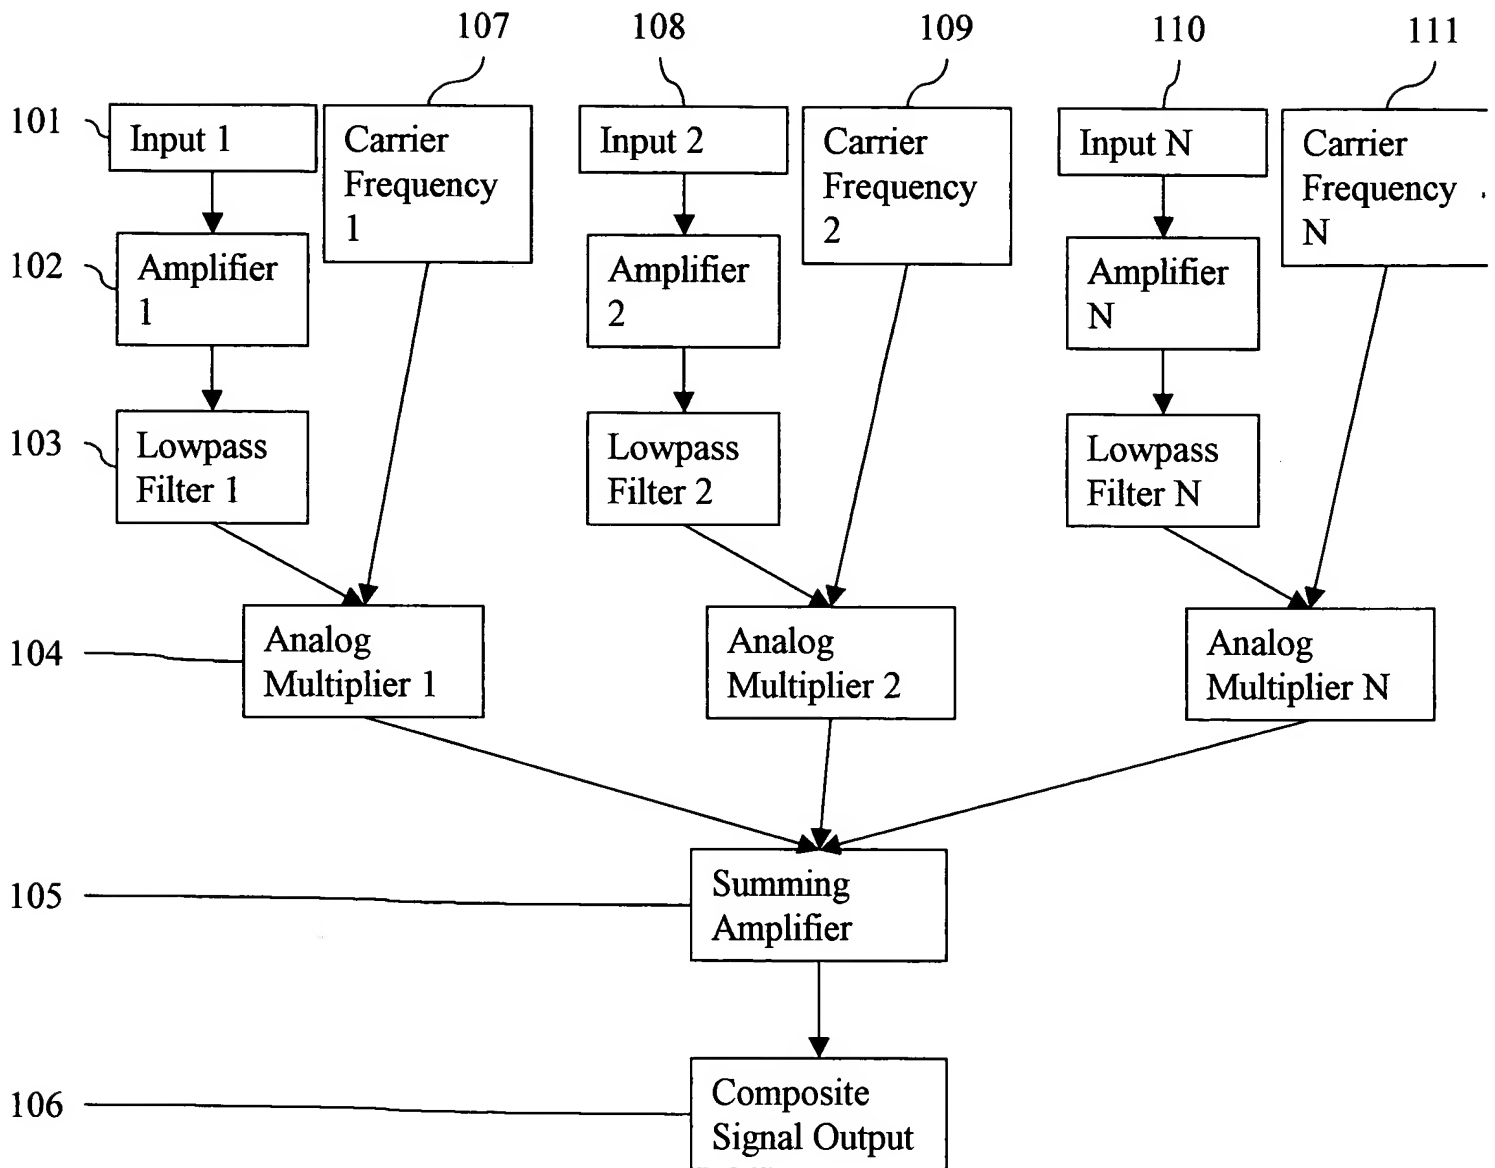 107
108
109
110
111
101
Input 1
Carrier
Frequency
1
Input 2
Carrier
Frequency
2
Input N
Carrier
Frequency
N
102
Amplifier
1
Amplifier
2
Amplifier
N
103
Lowpass
Filter 1
Lowpass
Filter 2
Lowpass
Filter N
104
Analog
Multiplier 1
Analog
Multiplier 2
Analog
Multiplier N
105
Summing
Amplifier
106
Composite
Signal Output